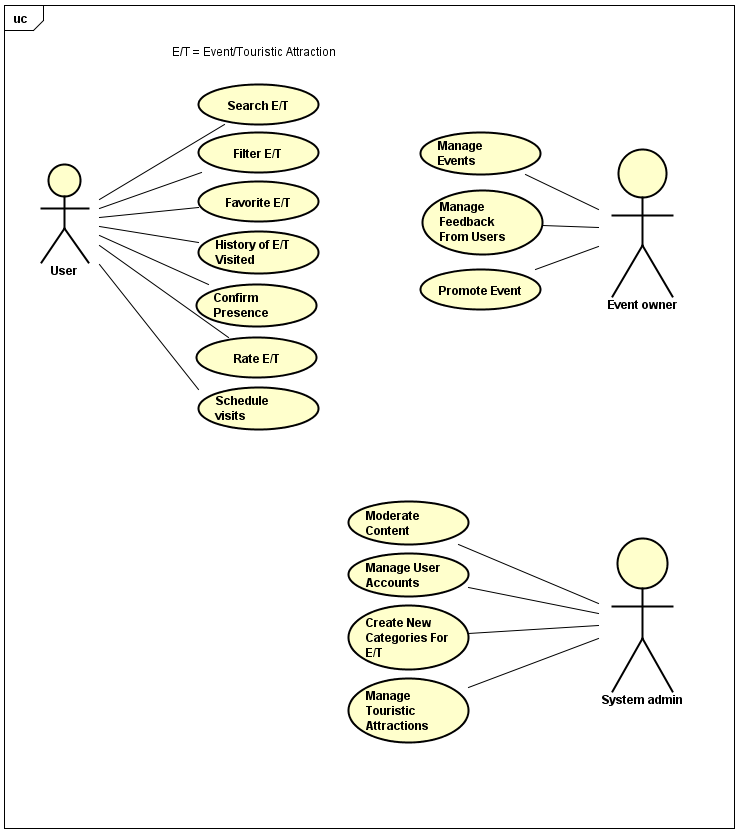 uc
E/T = Event/Touristic Attraction
Search E/T
Filter E/T
Favorite E/T
History of E/T
Visited
Confirm
Presence
Rate E/T
Schedule
visits
User
Manage
Events
Manage
Feedback
From Users
Promote Event
Event owner
Moderate
Content
Manage User
Accounts
Create New
Categories For
E/T
Manage
Touristic
Attractions
System admin